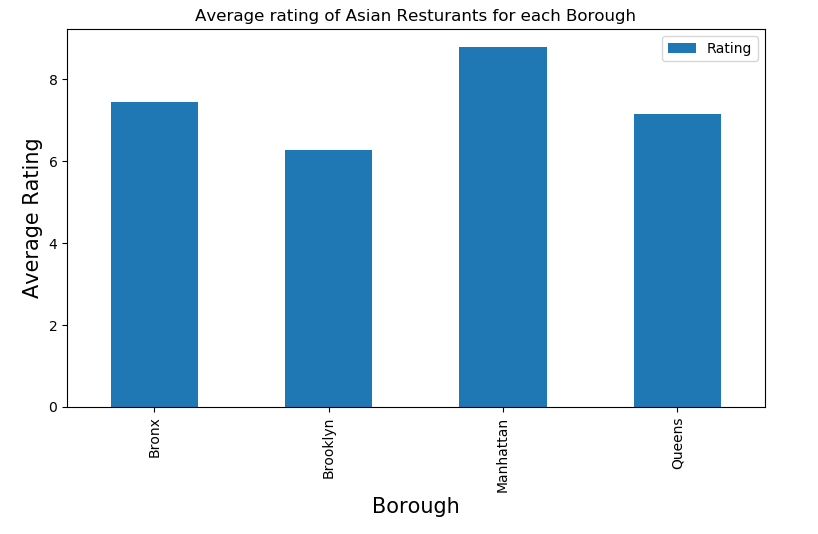 Average rating of Asian Resturants for each Borough
Rating
Average Rating
8
6
4
2
0
Bronx
Brooklyn
Manhattan
Queens
Borough